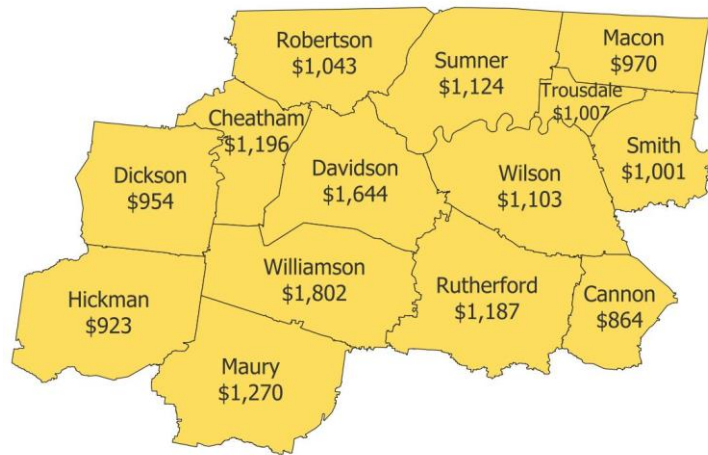 Robertson
$1,043
Sumner
$1,124
Macon
$970
Trousdale
$1,007
Cheatham
$1,196
Smith
$1,001
Dickson
$954
Davidson
$1,644
Wilson
$1,103
Williamson
$1,802
Rutherford
$1,187
Hickman
$923
Cannon
$864
Maury
$1,270